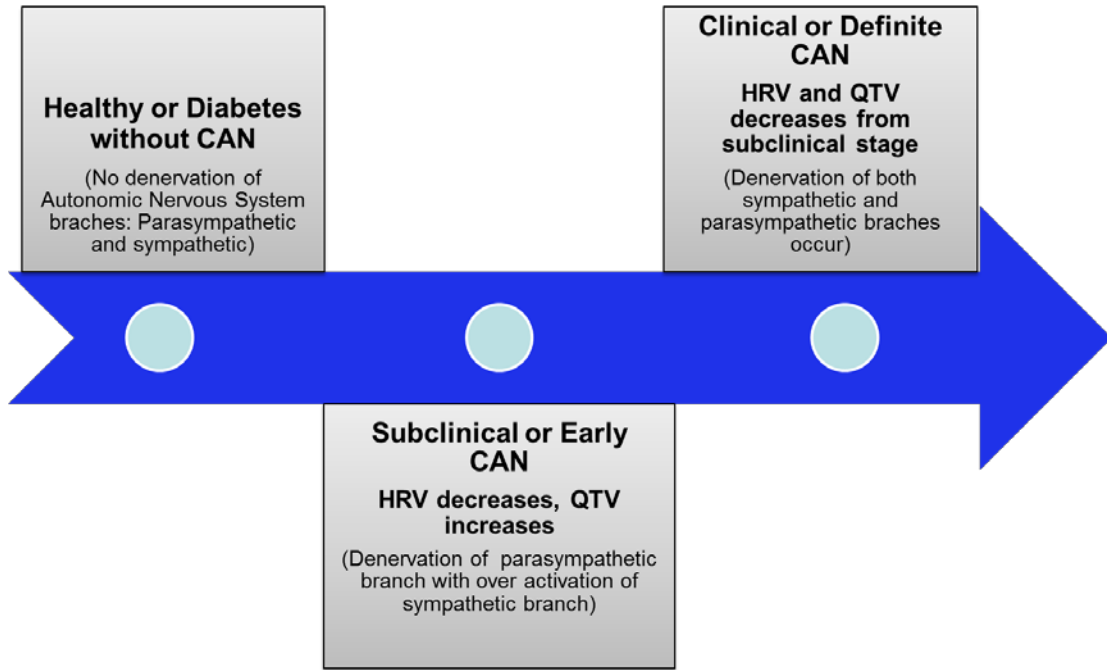 Healthy or Diabetes
without CAN
(No denervation of
Autonomic Nervous System
braches: Parasympathetic
and sympathetic)
Subclinical or Early
CAN
HRV decreases, QTV
increases
(Denervation of parasympathetic
branch with over activation of
sympathetic branch)
Clinical or Definite
CAN
HRV and QTV
decreases from
subclinical stage
(Denervation of both
sympathetic and
parasympathetic braches
occur)